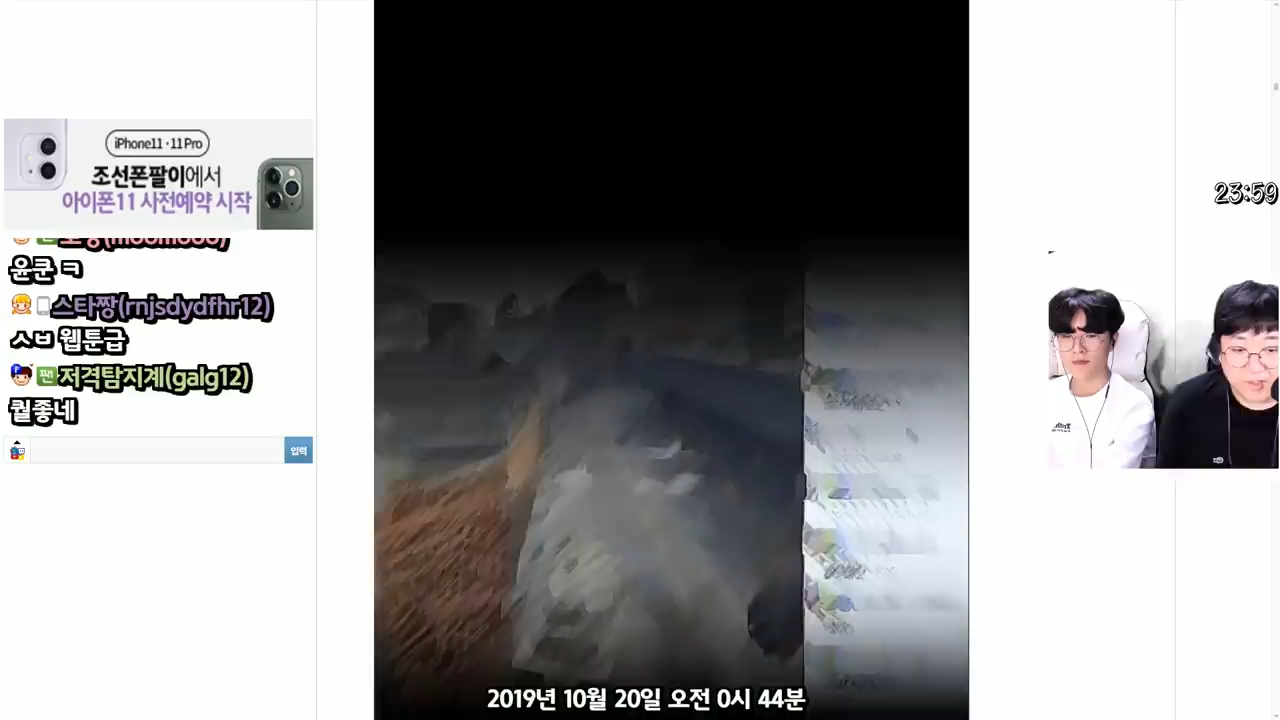 iPhone11 · 11 Pro
조선폰팔이에서
아이폰11 사전예약 시작
윤쿤 ㅋ
스타짱(rnjsdydfhr12)
ㅅㅂ 웹툰급
팬 저격탐지계(galg12)
퀄좋네
입력
23:59
2019년 10월 20일 오전 0시 44분